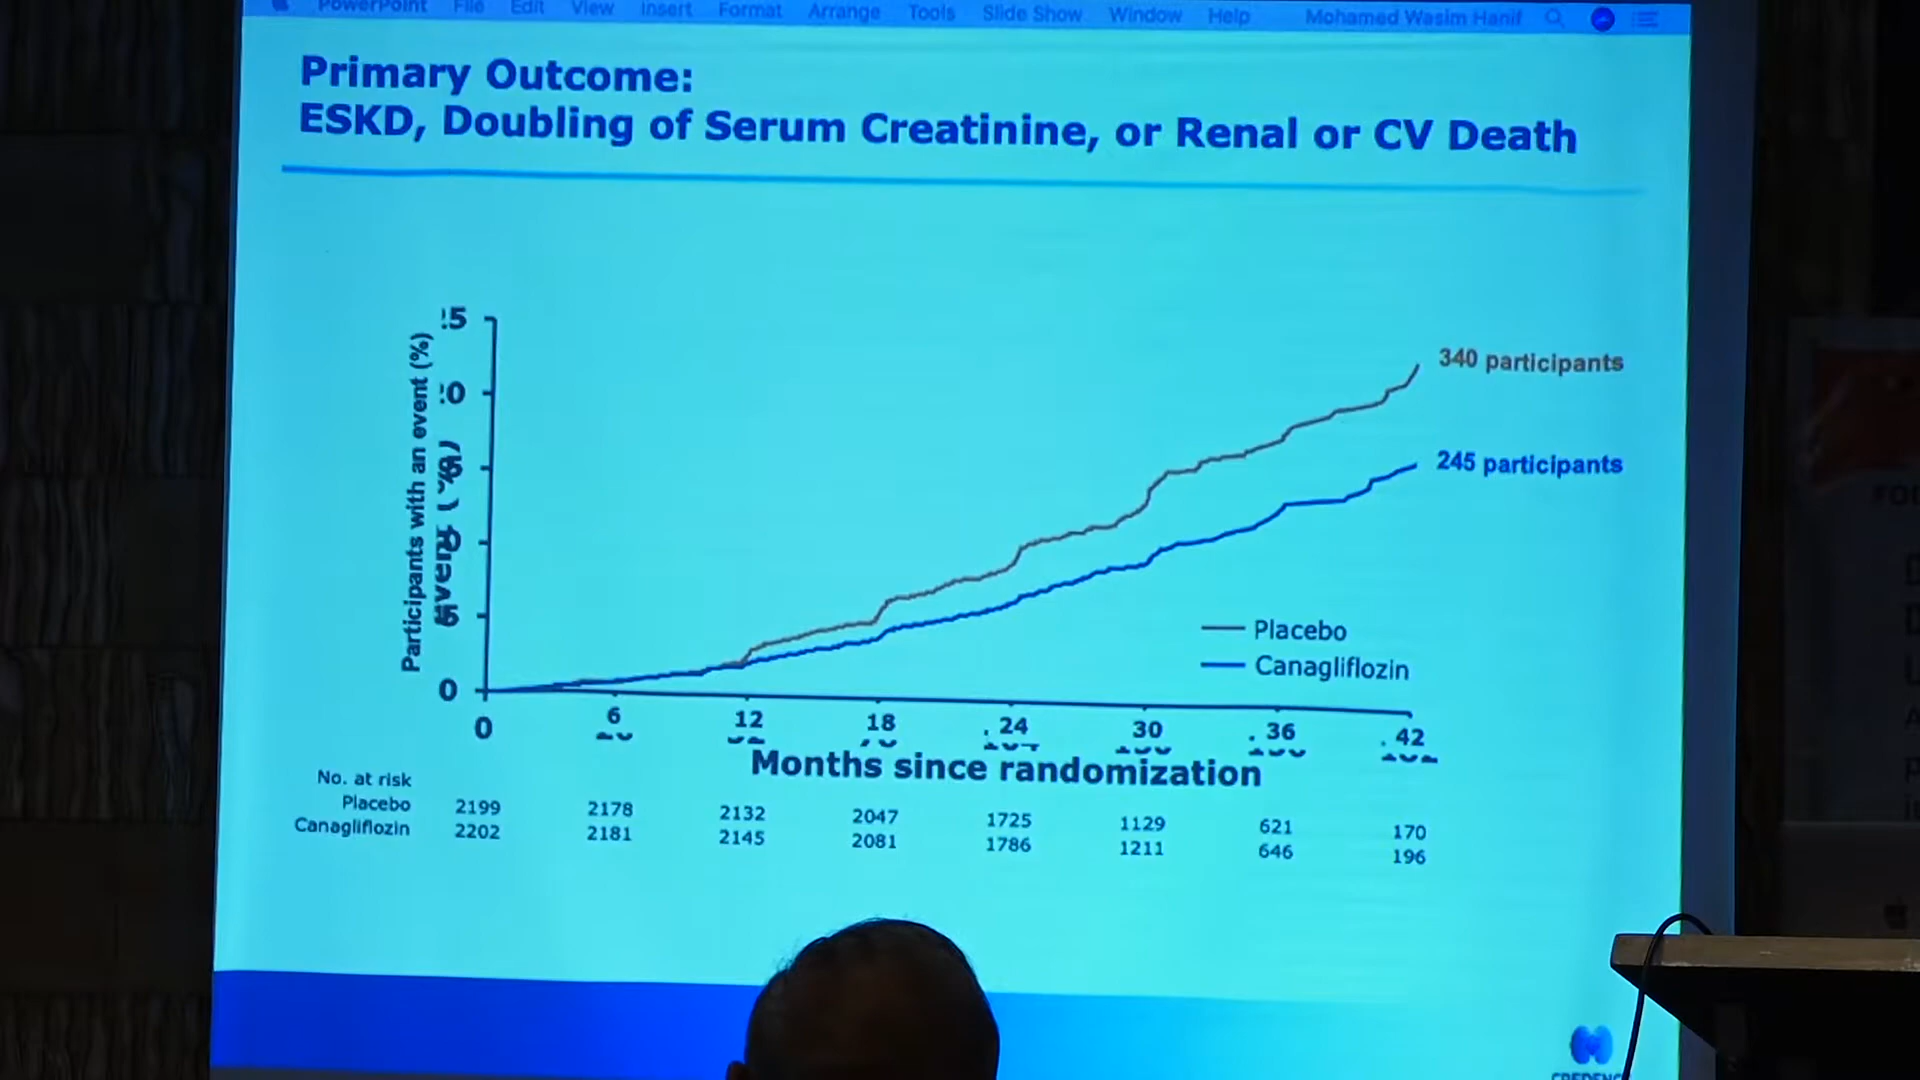 PowerPoint File Edit View Insert Format Arrange Tools Slide Show Window Help Mohamed Wasim Hanif
Primary Outcome:
ESKD, Doubling of Serum Creatinine, or Renal or CV Death
Participants with an event (%)
5
0
5
0
340 participants
245 participants
Placebo
Canagliflozin
0 6 12 18 24 30 36 42
Months since randomization
No. at risk
Placebo 2199 2178 2132 2047 1725 1129 621 170
Canagliflozin 2202 2181 2145 2081 1786 1211 646 196